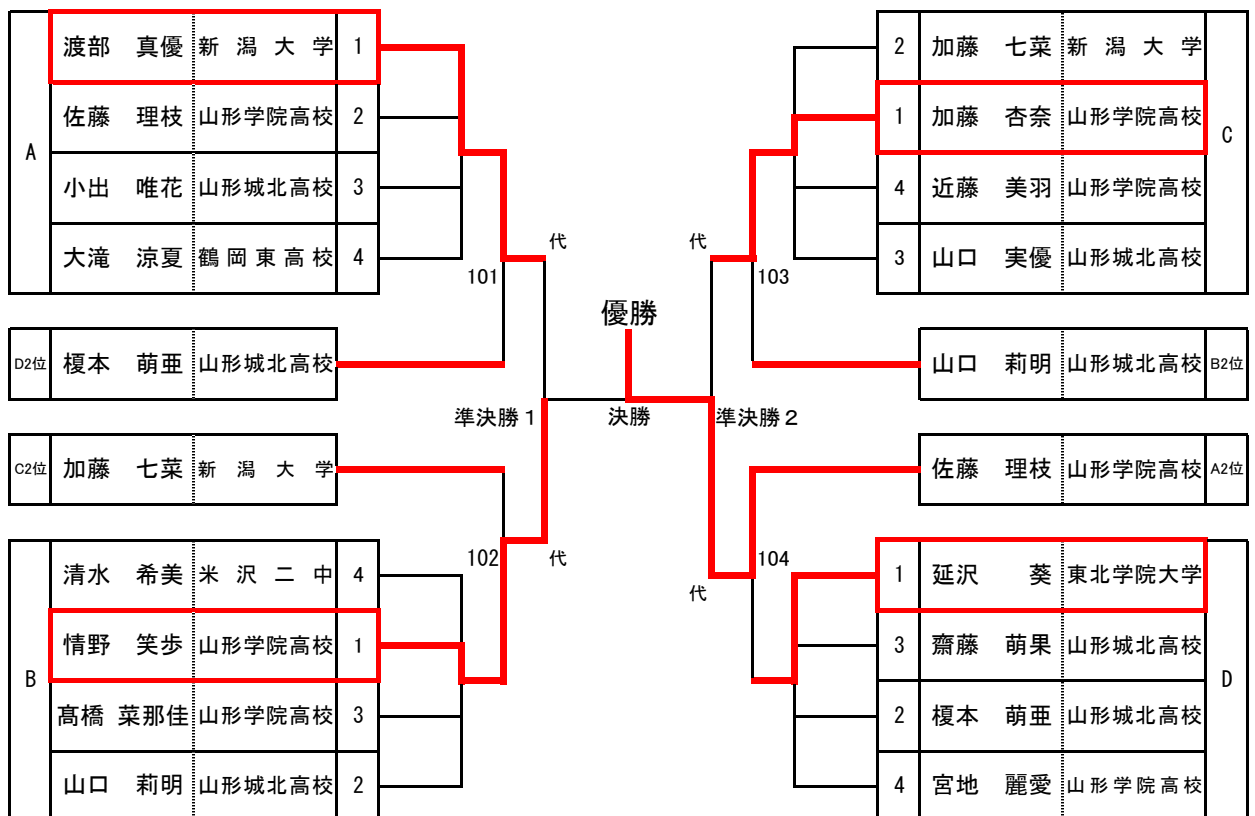 A
渡部 真優 新潟大学 1
佐藤 理枝 山形学院高校 2
小出 唯花 山形城北高校 3
大滝 涼夏 鶴岡東高校 4
2 加藤 七菜 新潟大学
1 加藤 杏奈 山形学院高校
4 近藤 美羽 山形学院高校
3 山口 実優 山形城北高校
C
代
代
101
103
優勝
D2位 榎本 萌亜 山形城北高校
山口 莉明 山形城北高校 B2位
準決勝1
決勝
準決勝2
C2位 加藤 七菜 新潟大学
佐藤 理枝 山形学院高校 A2位
102
代
104
代
B
清水 希美 米沢二中 4
情野 笑歩 山形学院高校 1
髙橋 菜那佳 山形学院高校 3
山口 莉明 山形城北高校 2
1 延沢 葵 東北学院大学
3 齋藤 萌果 山形城北高校
2 榎本 萌亜 山形城北高校
4 宮地 麗愛 山形学院高校
D